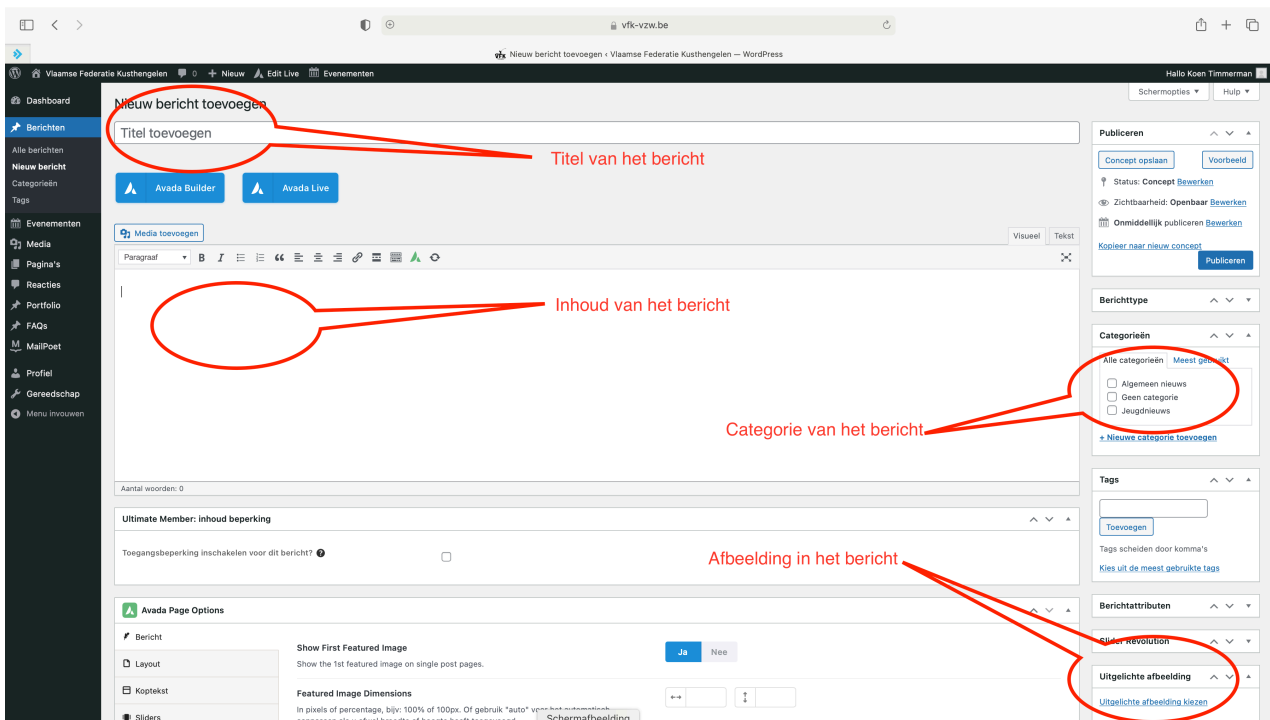 vfk-vzw.be
vfk Nieuw bericht toevoegen ‹ Vlaamse Federatie Kusthengelen — WordPress
Vlaamse Federatie Kusthengelen 0 + Nieuw Edit Live Evenementen Hallo Koen Timmerman
Schermopties ▼ Hulp ▼
Dashboard
Berichten
Alle berichten
Nieuw bericht
Categorieën
Tags
Evenementen
Media
Pagina's
Reacties
Portfolio
FAQs
MailPoet
Profiel
Gereedschap
Menu invouwen
Nieuw bericht toevoegen
Titel toevoegen
Titel van het bericht
Avada Builder Avada Live
Media toevoegen
Visueel Tekst
Paragraaf B I
Inhoud van het bericht
Categorie van het bericht
Aantal woorden: 0
Ultimate Member: inhoud beperking
Toegangsbeperking inschakelen voor dit bericht?
Afbeelding in het bericht
Avada Page Options
Bericht
Layout
Koptekst
Sliders
Show First Featured Image
Show the 1st featured image on single post pages.
Ja Nee
Featured Image Dimensions
In pixels of percentage, bijv: 100% of 100px. Of gebruik "auto" voor het automatisch
Schermafbeelding
Publiceren
Concept opslaan Voorbeeld
Status: Concept Bewerken
Zichtbaarheid: Openbaar Bewerken
Onmiddellijk publiceren Bewerken
Kopieer naar nieuw concept
Publiceren
Berichttype
Categorieën
Alle categorieën Meest gebruikt
Algemeen nieuws
Geen categorie
Jeugdnieuws
+ Nieuwe categorie toevoegen
Tags
Toevoegen
Tags scheiden door komma's
Kies uit de meest gebruikte tags
Berichtattributen
Slider Revolution
Uitgelichte afbeelding
Uitgelichte afbeelding kiezen